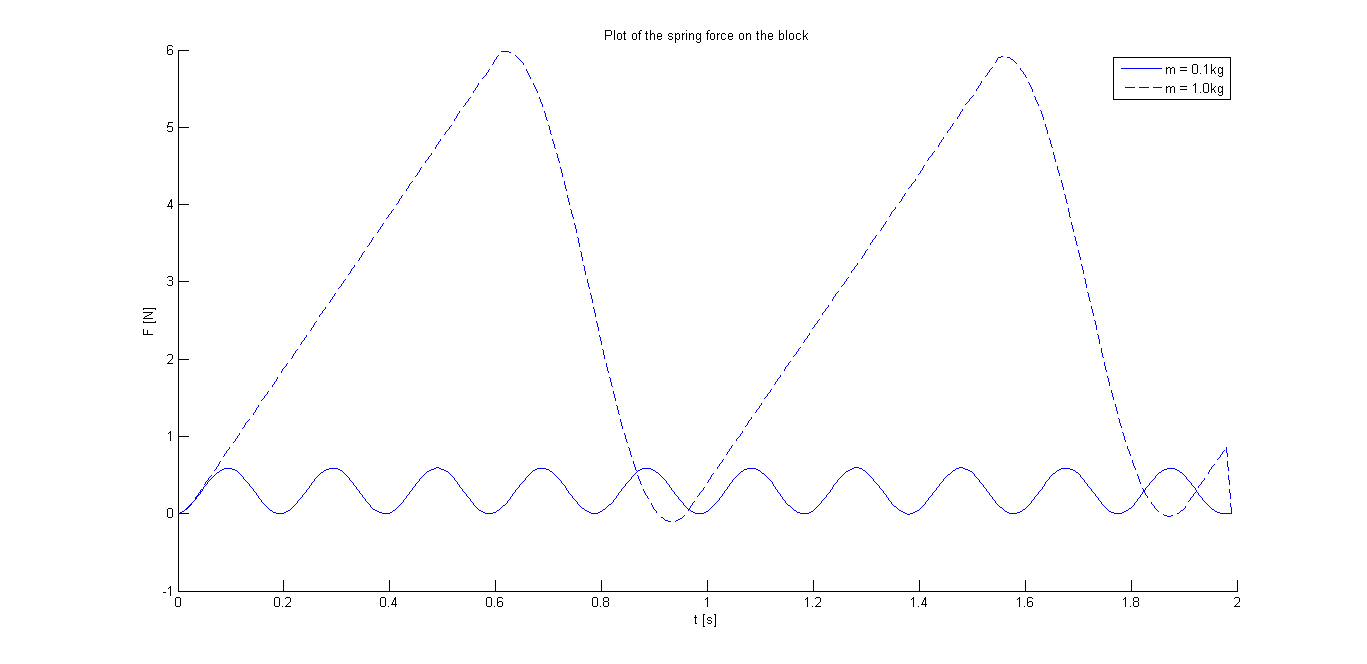 Plot of the spring force on the block
m = 0.1kg
m = 1.0kg
6
5
4
3
2
1
0
-1
F [N]
0 0.2 0.4 0.6 0.8 1 1.2 1.4 1.6 1.8 2
t [s]